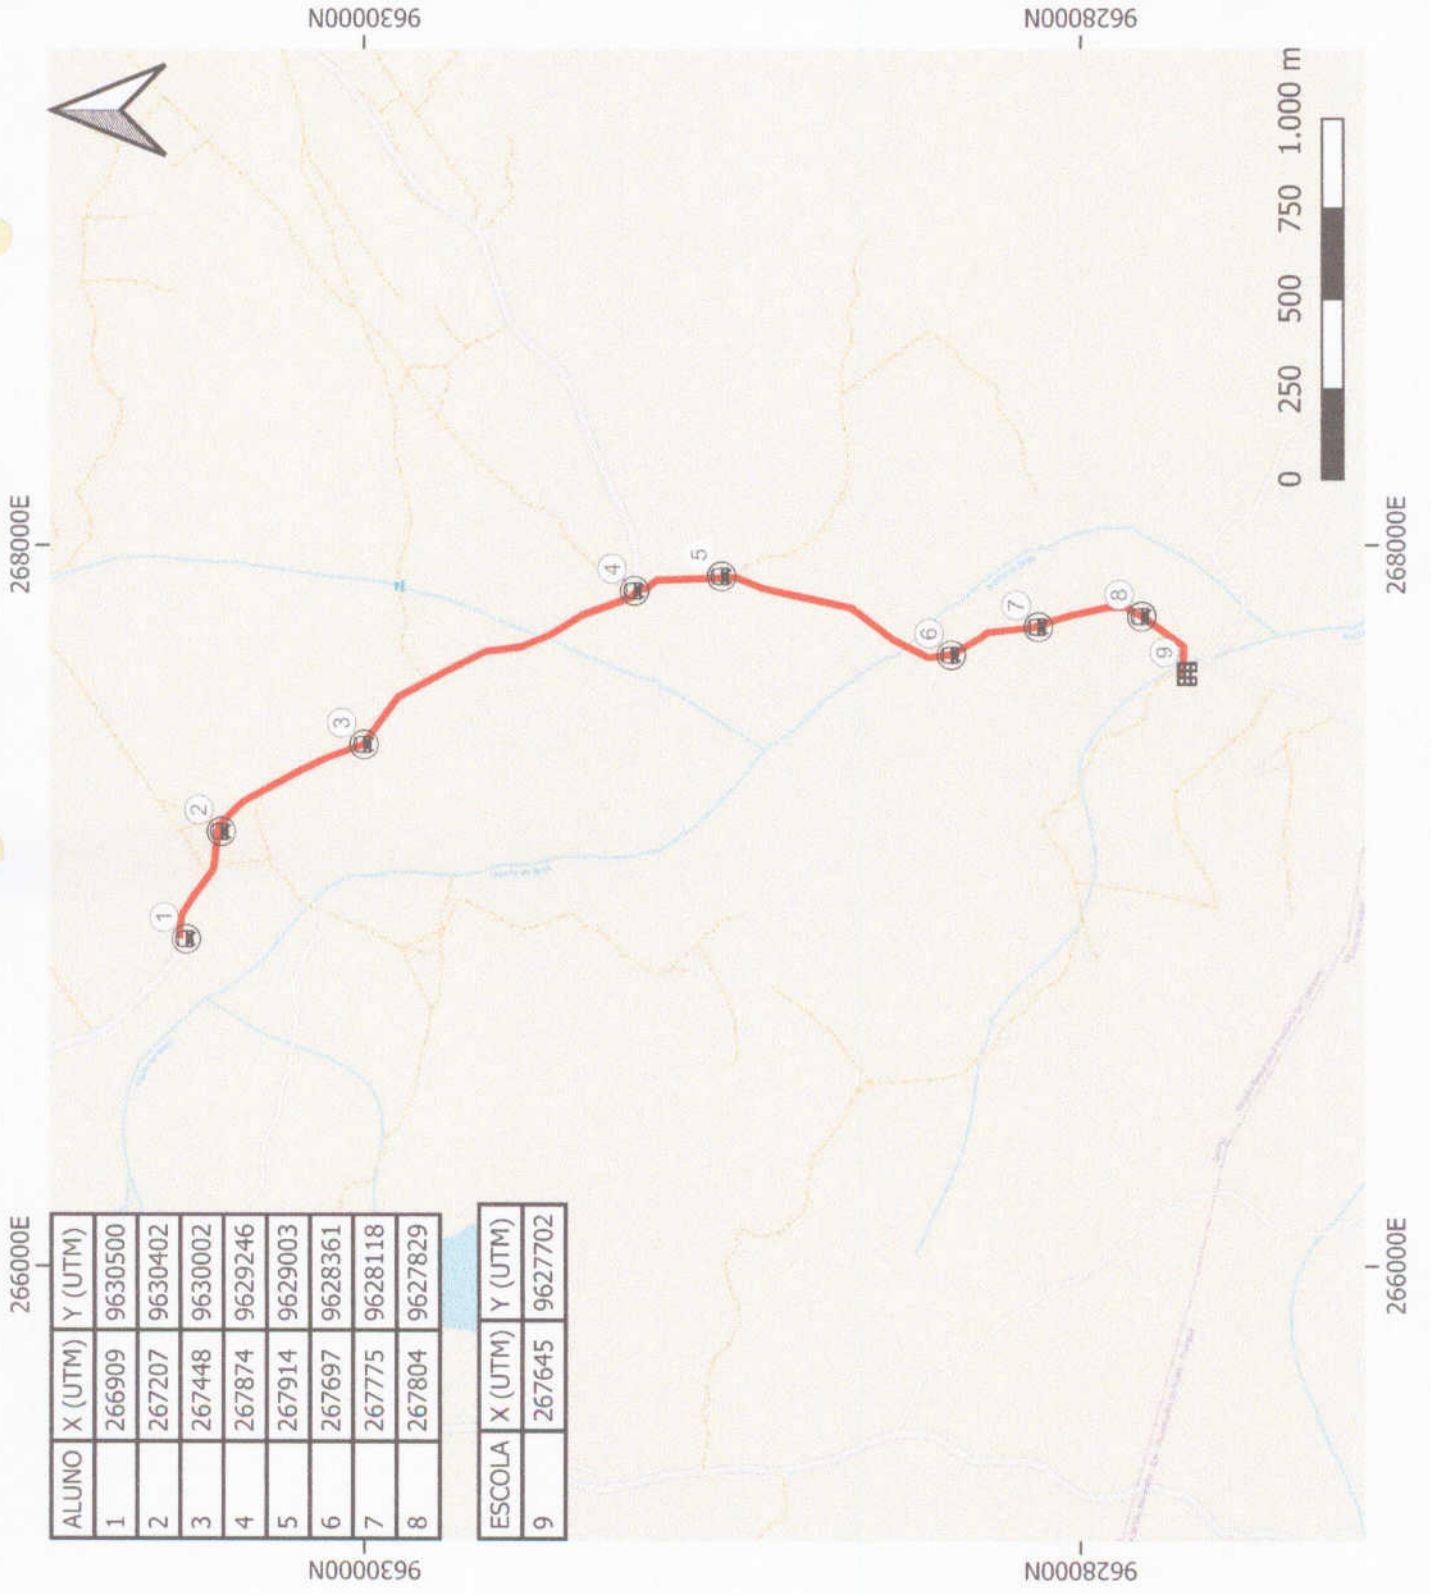 ALUNO X (UTM) Y (UTM)
1 266909 9630500
2 267207 9630402
3 267448 9630002
4 267874 9629246
5 267914 9629003
6 267697 9628361
7 267775 9628118
8 267804 9627829
ESCOLA X (UTM) Y (UTM)
9 267645 9627702
266000E
268000E
9630000N
9628000N
9630000N
9628000N
266000E
268000E
1
2
3
4
5
6
7
8
9
0 250 500 750 1.000 m